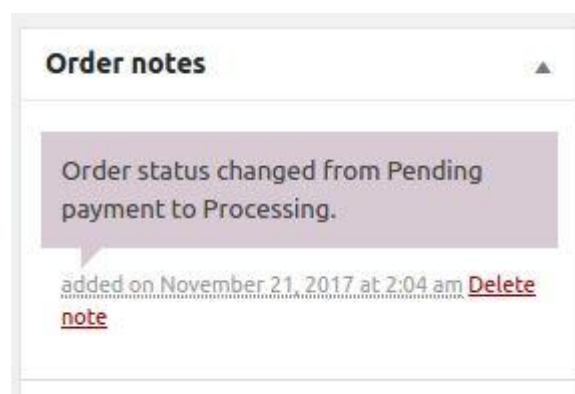 Order notes
Order status changed from Pending
payment to Processing.
added on November 21, 2017 at 2:04 am Delete
note